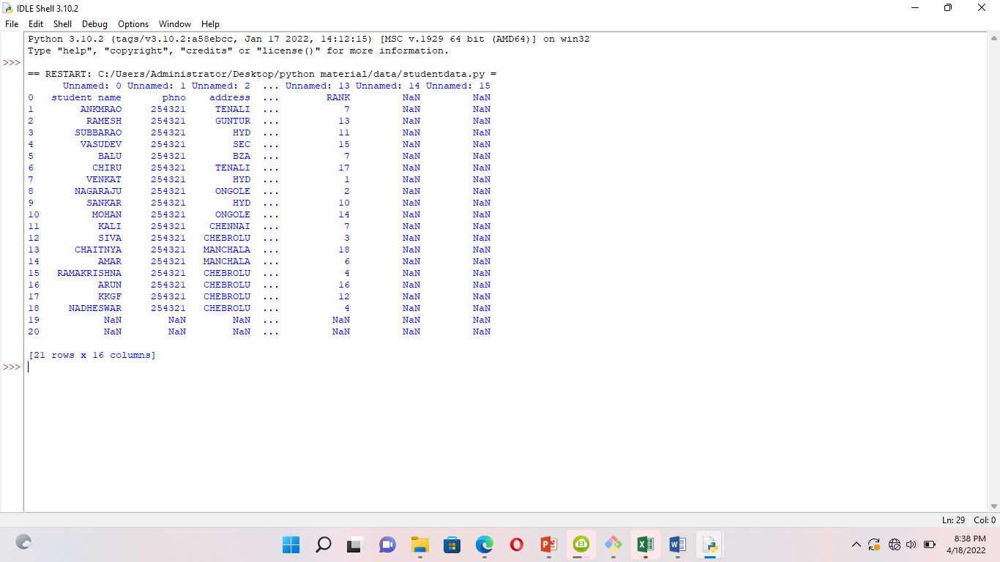 IDLE Shell 3.10.2
File Edit Shell Debug Options Window Help
Python 3.10.2 (tags/v3.10.2:a58ebcc, Jan 17 2022, 14:12:15) [MSC v.1929 64 bit (AMD64)] on win32
Type "help", "copyright", "credits" or "license()" for more information.
>>>
== RESTART: C:/Users/Administrator/Desktop/python material/data/studentdata.py =
Unnamed: 0 Unnamed: 1 Unnamed: 2 ... Unnamed: 13 Unnamed: 14 Unnamed: 15
0 student name phno address ... RANK NaN NaN
1 ANKMRAO 254321 TENALI ... 7 NaN NaN
2 RAMESH 254321 GUNTUR ... 13 NaN NaN
3 SUBBARAO 254321 HYD ... 11 NaN NaN
4 VASUDEV 254321 SEC ... 15 NaN NaN
5 BALU 254321 BZA ... 7 NaN NaN
6 CHIRU 254321 TENALI ... 17 NaN NaN
7 VENKAT 254321 HYD ... 1 NaN NaN
8 NAGARAJU 254321 ONGOLE ... 2 NaN NaN
9 SANKAR 254321 HYD ... 10 NaN NaN
10 MOHAN 254321 ONGOLE ... 14 NaN NaN
11 KALI 254321 CHENNAI ... 7 NaN NaN
12 SIVA 254321 CHEBROLU ... 3 NaN NaN
13 CHAITNYA 254321 MANCHALA ... 18 NaN NaN
14 AMAR 254321 MANCHALA ... 6 NaN NaN
15 RAMAKRISHNA 254321 CHEBROLU ... 4 NaN NaN
16 ARUN 254321 CHEBROLU ... 16 NaN NaN
17 KKGF 254321 CHEBROLU ... 12 NaN NaN
18 NADHESWAR 254321 CHEBROLU ... 4 NaN NaN
19 NaN NaN NaN ... NaN NaN NaN
20 NaN NaN NaN ... NaN NaN NaN
[21 rows x 16 columns]
>>>
Ln: 29 Col: 0
8:38 PM
4/18/2022